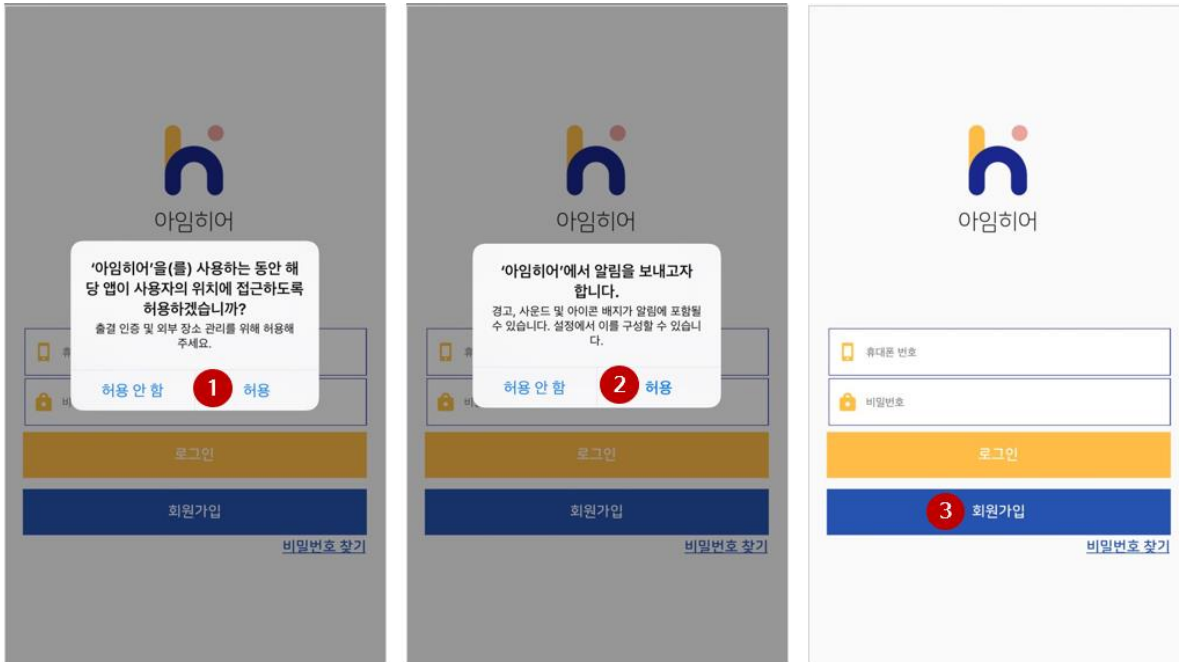 아임히어
'아임히어'을(를) 사용하는 동안 해
당 앱이 사용자의 위치에 접근하도록
허용하겠습니까?
출결 인증 및 외부 장소 관리를 위해 허용해
주세요.
허용 안 함 1 허용
로그인
회원가입
비밀번호 찾기
아임히어
'아임히어'에서 알림을 보내고자
합니다.
경고, 사운드 및 아이콘 배지가 알림에 포함될
수 있습니다. 설정에서 이를 구성할 수 있습니
다.
허용 안 함 2 허용
로그인
회원가입
비밀번호 찾기
아임히어
휴대폰 번호
비밀번호
로그인
3 회원가입
비밀번호 찾기